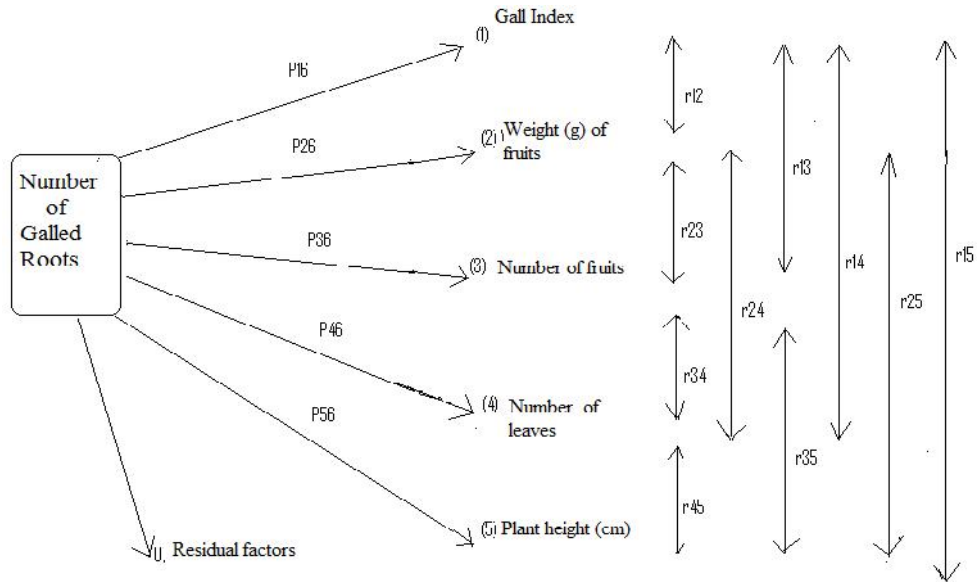 Gall Index
(1)
P16
r12
(2) Weight (g) of
fruits
P26
Number
of
Galled
Roots
r13
r23
P36
(3) Number of fruits
r14
r15
r24
r25
P46
r34
(4) Number of
leaves
P56
r35
r45
(5) Plant height (cm)
U. Residual factors